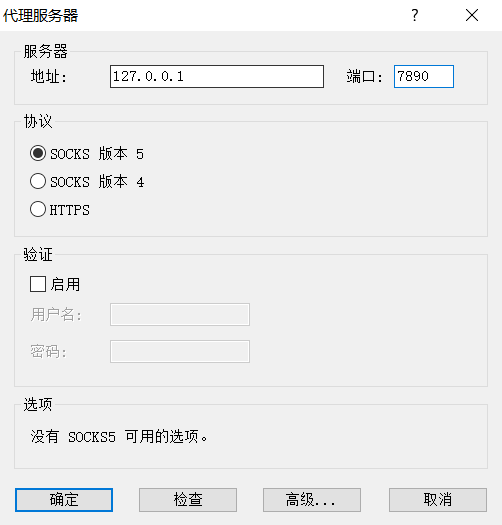 代理服务器 ?
服务器
地址: 127.0.0.1 端口: 7890
协议
SOCKS 版本 5
SOCKS 版本 4
HTTPS
验证
启用
用户名:
密码:
选项
没有 SOCKS5 可用的选项。
确定 检查 高级... 取消